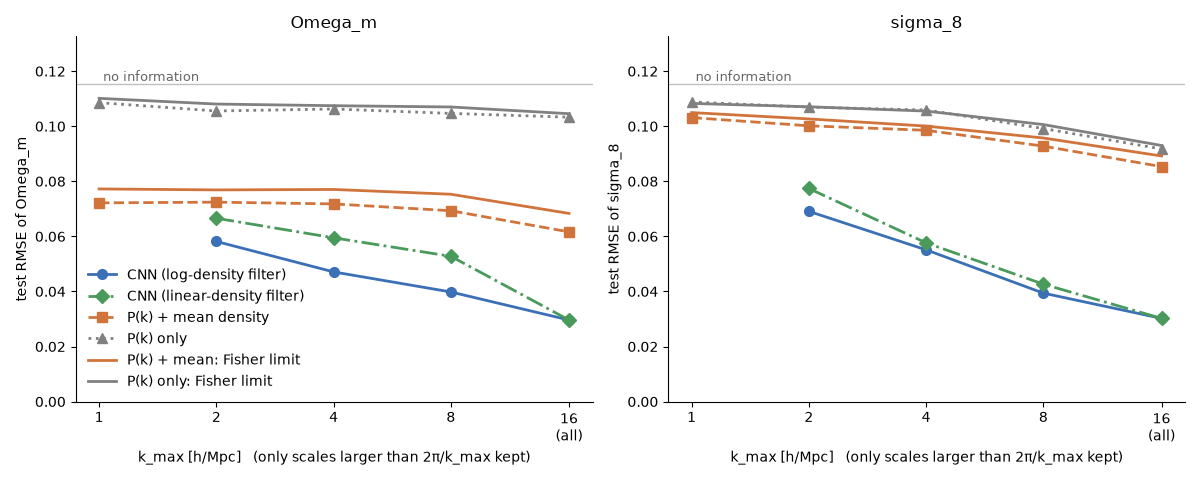 Omega_m
test RMSE of Omega_m
0.12
0.10
0.08
0.06
0.04
0.02
0.00
no information
CNN (log-density filter)
CNN (linear-density filter)
P(k) + mean density
P(k) only
P(k) + mean: Fisher limit
P(k) only: Fisher limit
1
2
4
8
16
(all)
k_max [h/Mpc]   (only scales larger than 2π/k_max kept)
sigma_8
test RMSE of sigma_8
0.12
0.10
0.08
0.06
0.04
0.02
0.00
no information
1
2
4
8
16
(all)
k_max [h/Mpc]   (only scales larger than 2π/k_max kept)